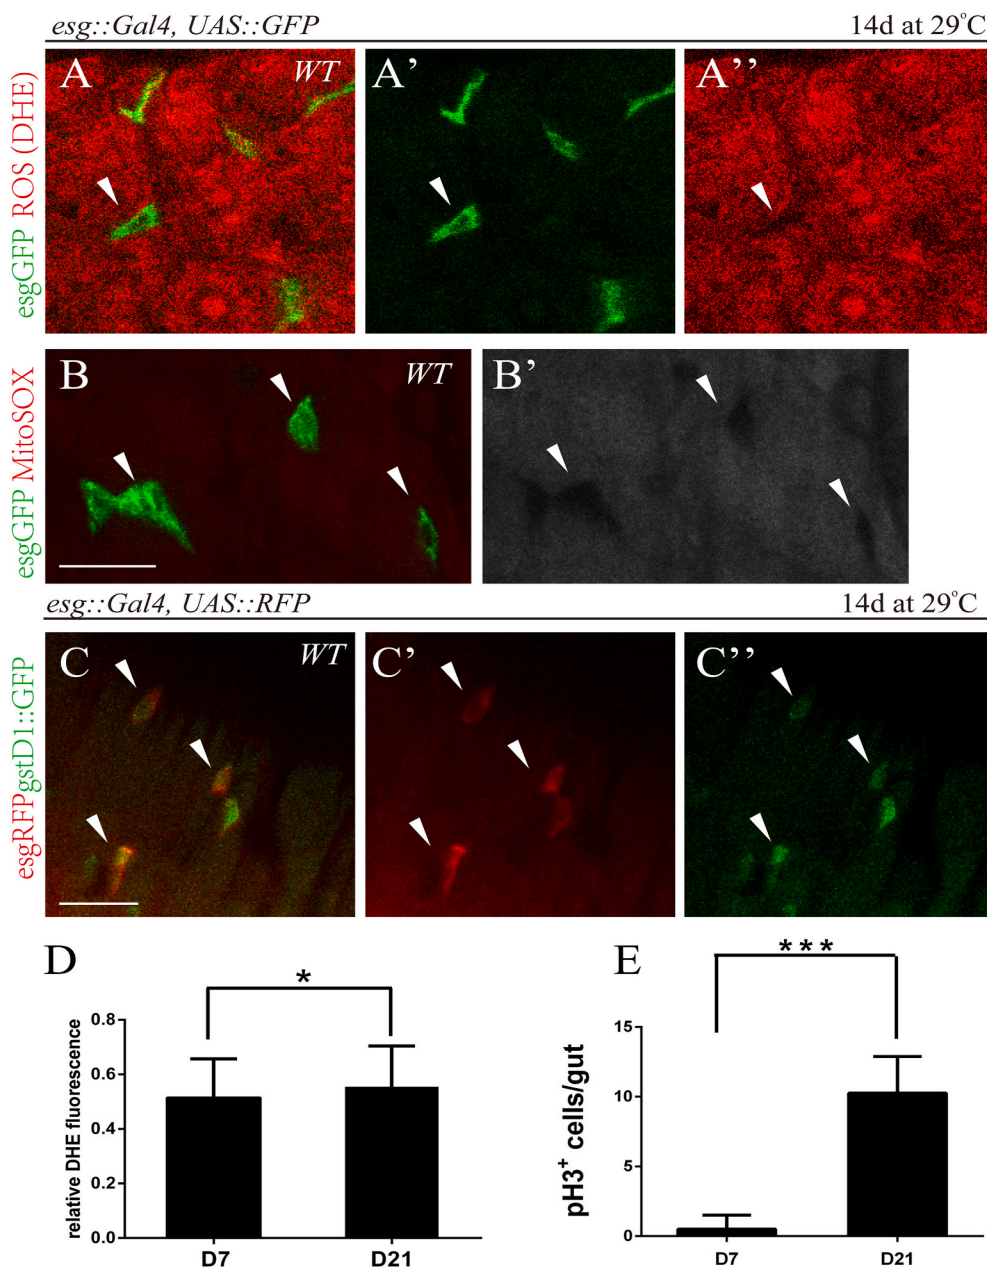 esg::Gal4, UAS::GFP 14d at 29°C
esgGFP ROS (DHE)
A WT
A’
A’’
esgGFP MitoSOX
B WT
B’
esg::Gal4, UAS::RFP 14d at 29°C
esgRFPgstD1::GFP
C WT
C’
C’’
D
*
relative DHE fluorescence
0.8
0.6
0.4
0.2
0.0
D7 D21
E
***
pH3⁺ cells/gut
15
10
5
0
D7 D21